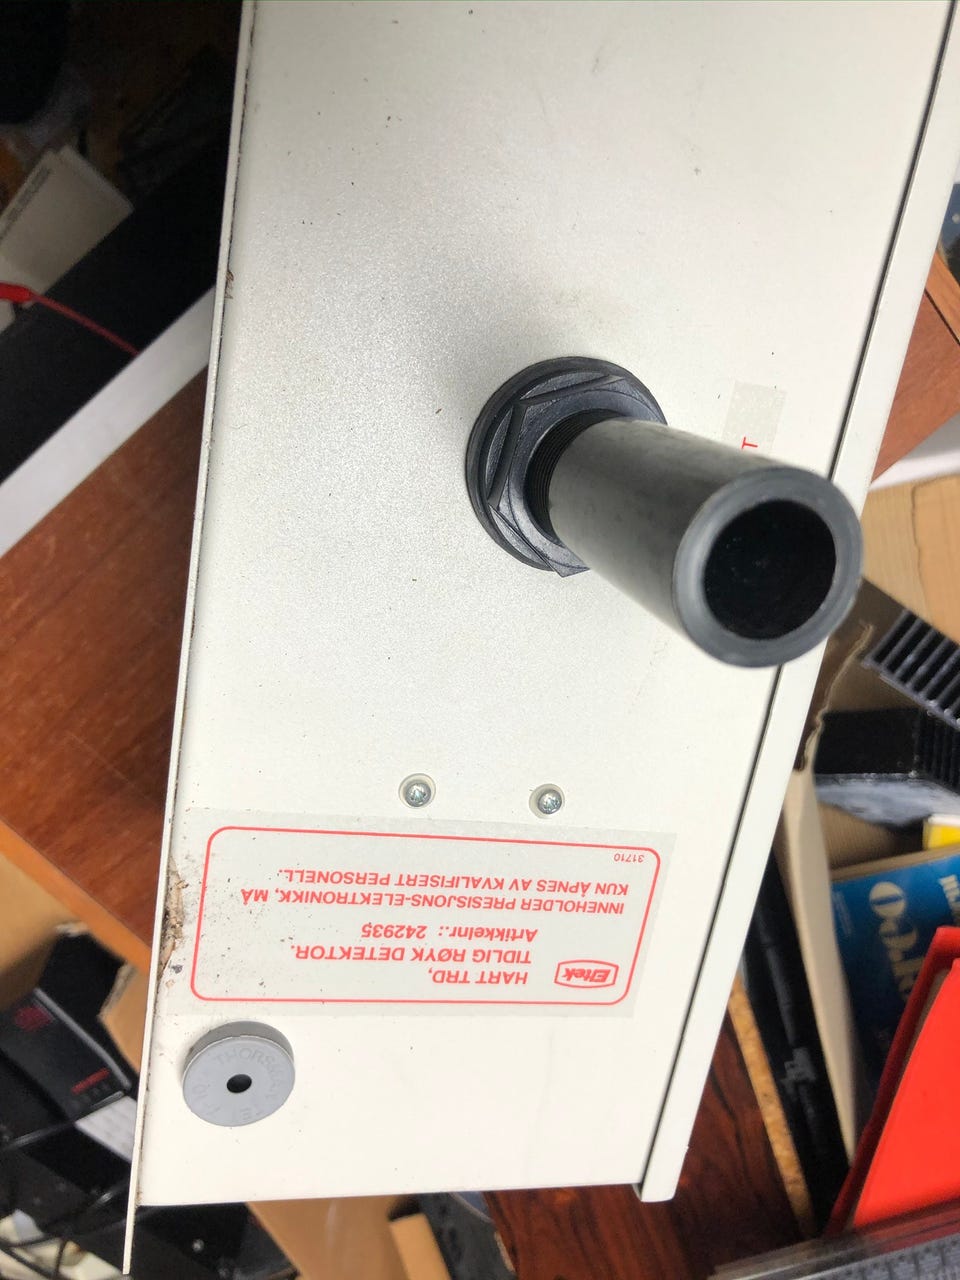 Eltek
HART TRD,
TIDLIG RØYK DETEKTOR.
Artikkelnr.: 242935
INNEHOLDER PRESISJONS-ELEKTRONIKK, MÅ
KUN ÅPNES AV KVALIFISERT PERSONELL.
31710
T